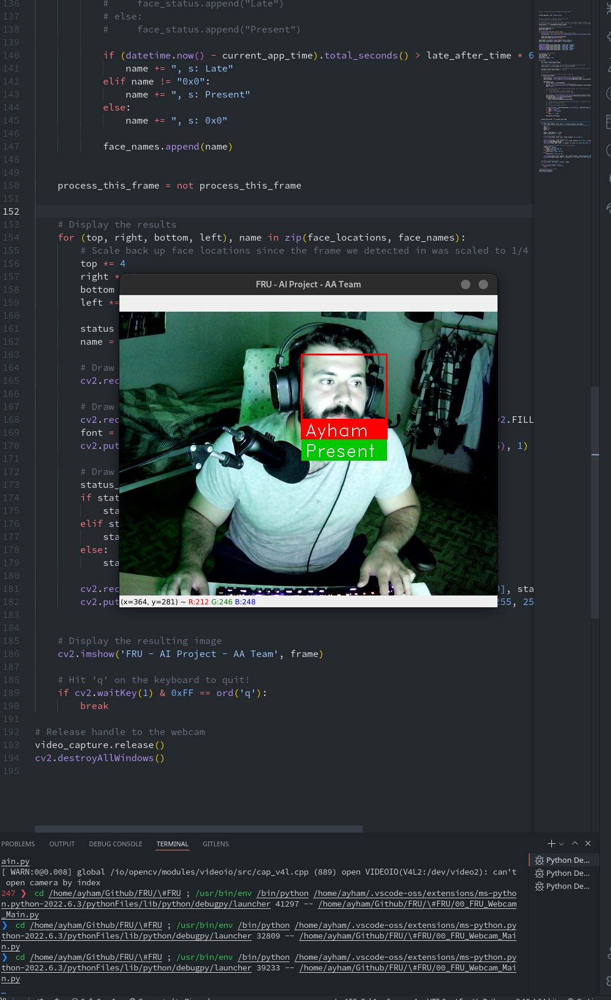 136 #     face_status.append("Late")
137 # else:
138 #     face_status.append("Present")
139
140 if (datetime.now() - current_app_time).total_seconds() > late_after_time * 6
141 name += ", s: Late"
142 elif name != "0x0":
143 name += ", s: Present"
144 else:
145 name += ", s: 0x0"
146
147 face_names.append(name)
148
149
150 process_this_frame = not process_this_frame
151
152
153 # Display the results
154 for (top, right, bottom, left), name in zip(face_locations, face_names):
155 # Scale back up face locations since the frame we detected in was scaled to 1/4
156 top *= 4
157 right *
158 bottom
159 left *=
160
161 status
162 name =
163
164 # Draw
165 cv2.rec
166
167 # Draw
168 cv2.rec v2.FILL
169 font =
170 cv2.put 5), 1)
171
172 # Draw
173 status_
174 if stat
175 sta
176 elif st
177 sta
178 else:
179 sta
180
181 cv2.rec 0], sta
182 cv2.put 255, 25
183
184
185 # Display the resulting image
186 cv2.imshow('FRU - AI Project - AA Team', frame)
187
188 # Hit 'q' on the keyboard to quit!
189 if cv2.waitKey(1) & 0xFF == ord('q'):
190 break
191
192 # Release handle to the webcam
193 video_capture.release()
194 cv2.destroyAllWindows()
195
FRU - AI Project - AA Team
Ayham
Present
(x=364, y=281) ~ R:212 G:246 B:248
PROBLEMS OUTPUT DEBUG CONSOLE TERMINAL GITLENS
ain.py
[ WARN:0@0.008] global /io/opencv/modules/videoio/src/cap_v4l.cpp (889) open VIDEOIO(V4L2:/dev/video2): can't
open camera by index
247 ❯ cd /home/ayham/Github/FRU/\#FRU ; /usr/bin/env /bin/python /home/ayham/.vscode-oss/extensions/ms-pytho
n.python-2022.6.3/pythonFiles/lib/python/debugpy/launcher 41297 -- /home/ayham/Github/FRU/\#FRU/00_FRU_Webcam
_Main.py
❯ cd /home/ayham/Github/FRU/\#FRU ; /usr/bin/env /bin/python /home/ayham/.vscode-oss/extensions/ms-python.py
thon-2022.6.3/pythonFiles/lib/python/debugpy/launcher 32809 -- /home/ayham/Github/FRU/\#FRU/00_FRU_Webcam_Mai
n.py
❯ cd /home/ayham/Github/FRU/\#FRU ; /usr/bin/env /bin/python /home/ayham/.vscode-oss/extensions/ms-python.py
thon-2022.6.3/pythonFiles/lib/python/debugpy/launcher 39233 -- /home/ayham/Github/FRU/\#FRU/00_FRU_Webcam_Mai
n.py
Python De...
Python De...
Python De...